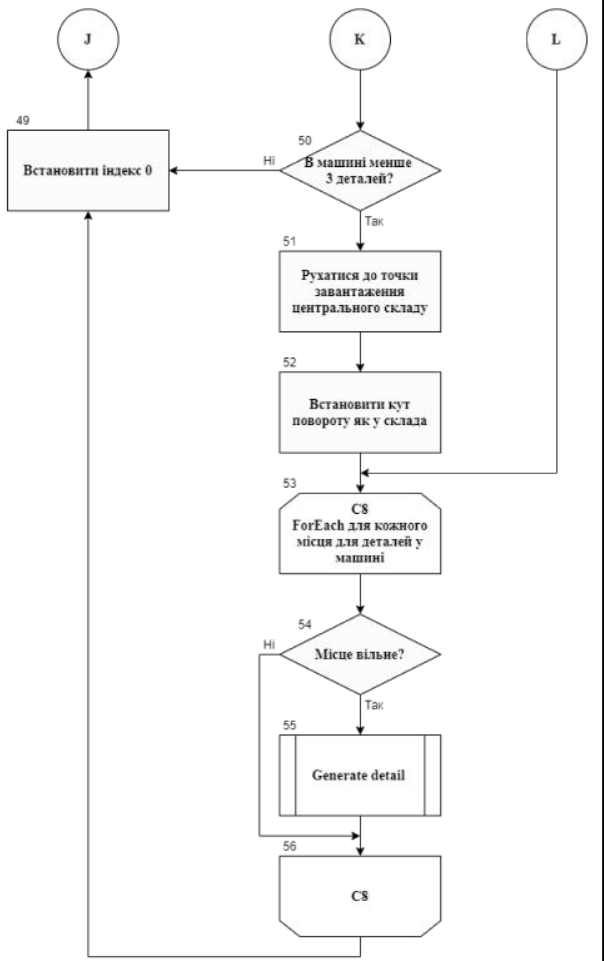 J
K
L
49
Встановити індекс 0
50
Ні
В машині менше
3 деталей?
Так
51
Рухатися до точки
завантаження
центрального складу
52
Встановити кут
повороту як у склада
53
C8
ForEach для кожного
місця для деталей у
машині
54
Ні
Місце вільне?
Так
55
Generate detail
56
C8